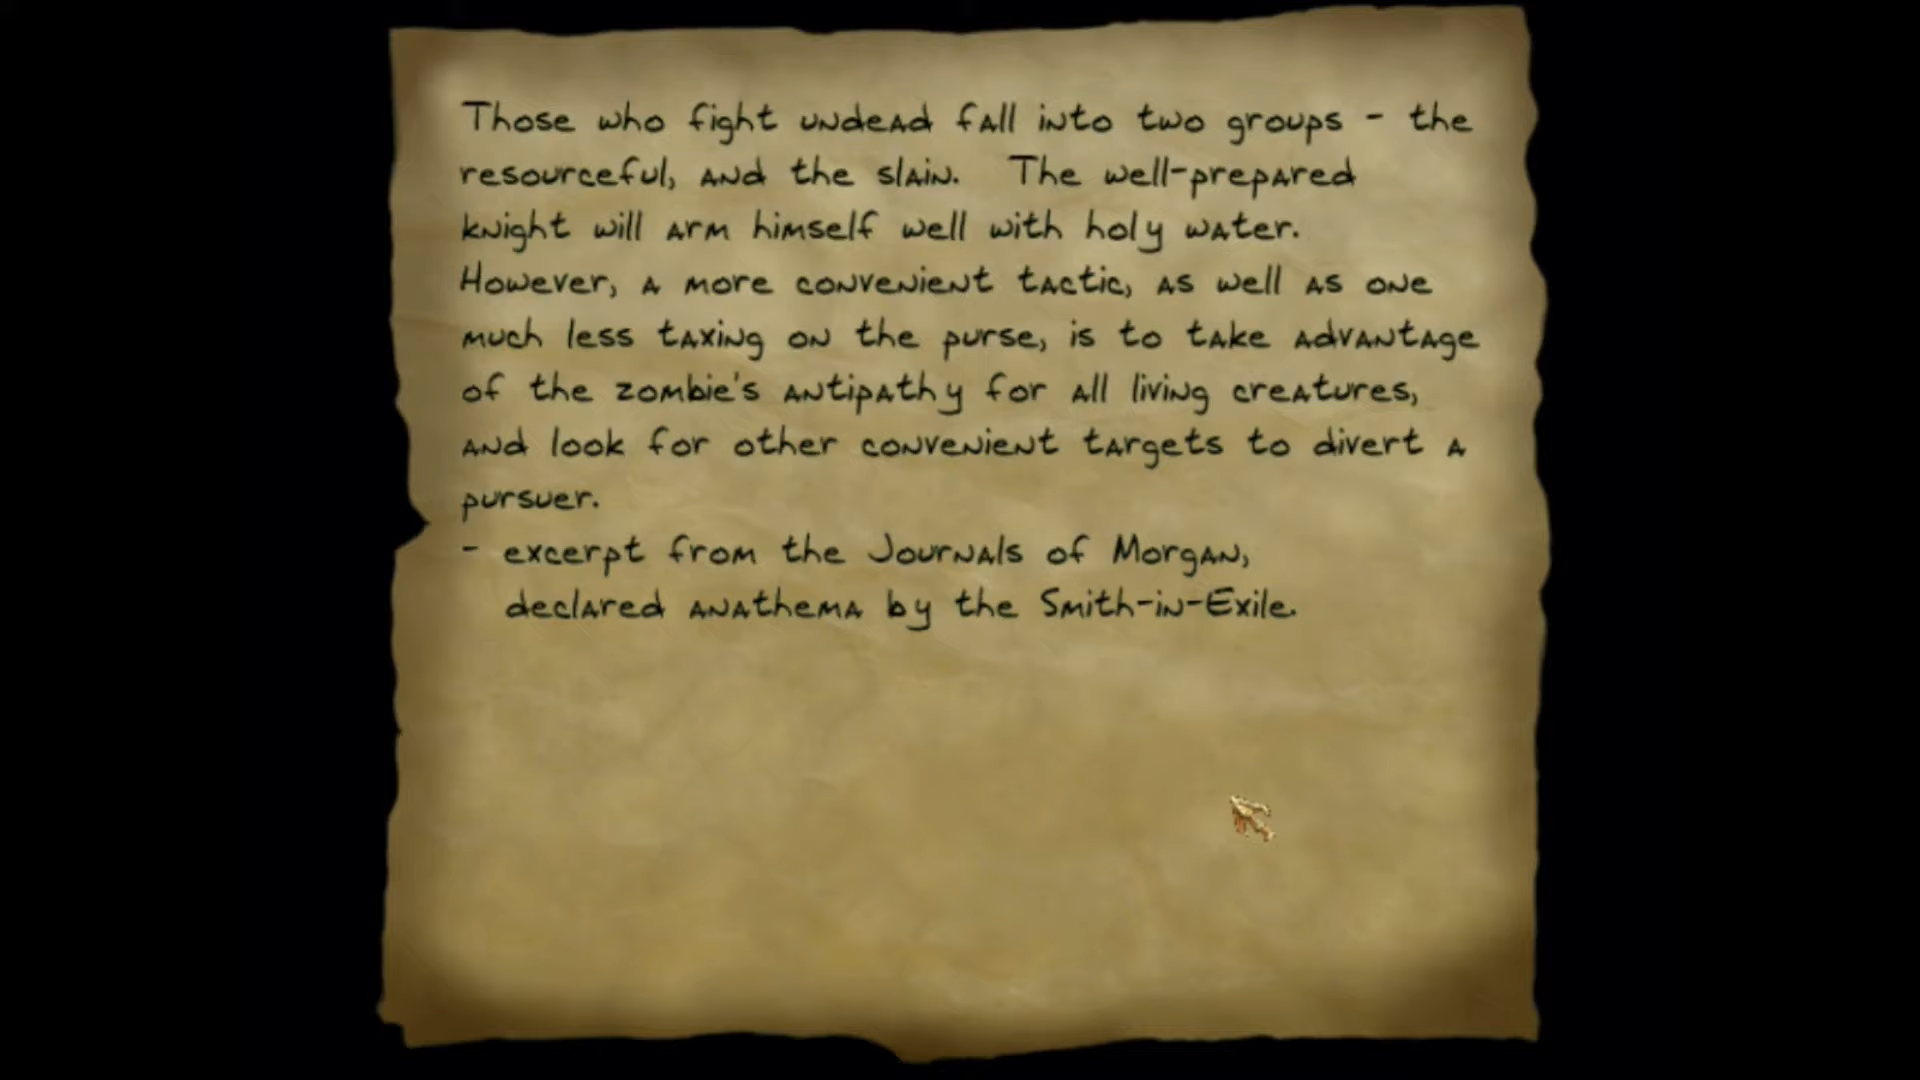 Those who fight undead fall into two groups - the
resourceful, and the slain. The well-prepared
knight will arm himself well with holy water.
However, a more convenient tactic, as well as one
much less taxing on the purse, is to take advantage
of the zombie's antipathy for all living creatures,
and look for other convenient targets to divert a
pursuer.
- excerpt from the Journals of Morgan,
declared anathema by the Smith-in-Exile.